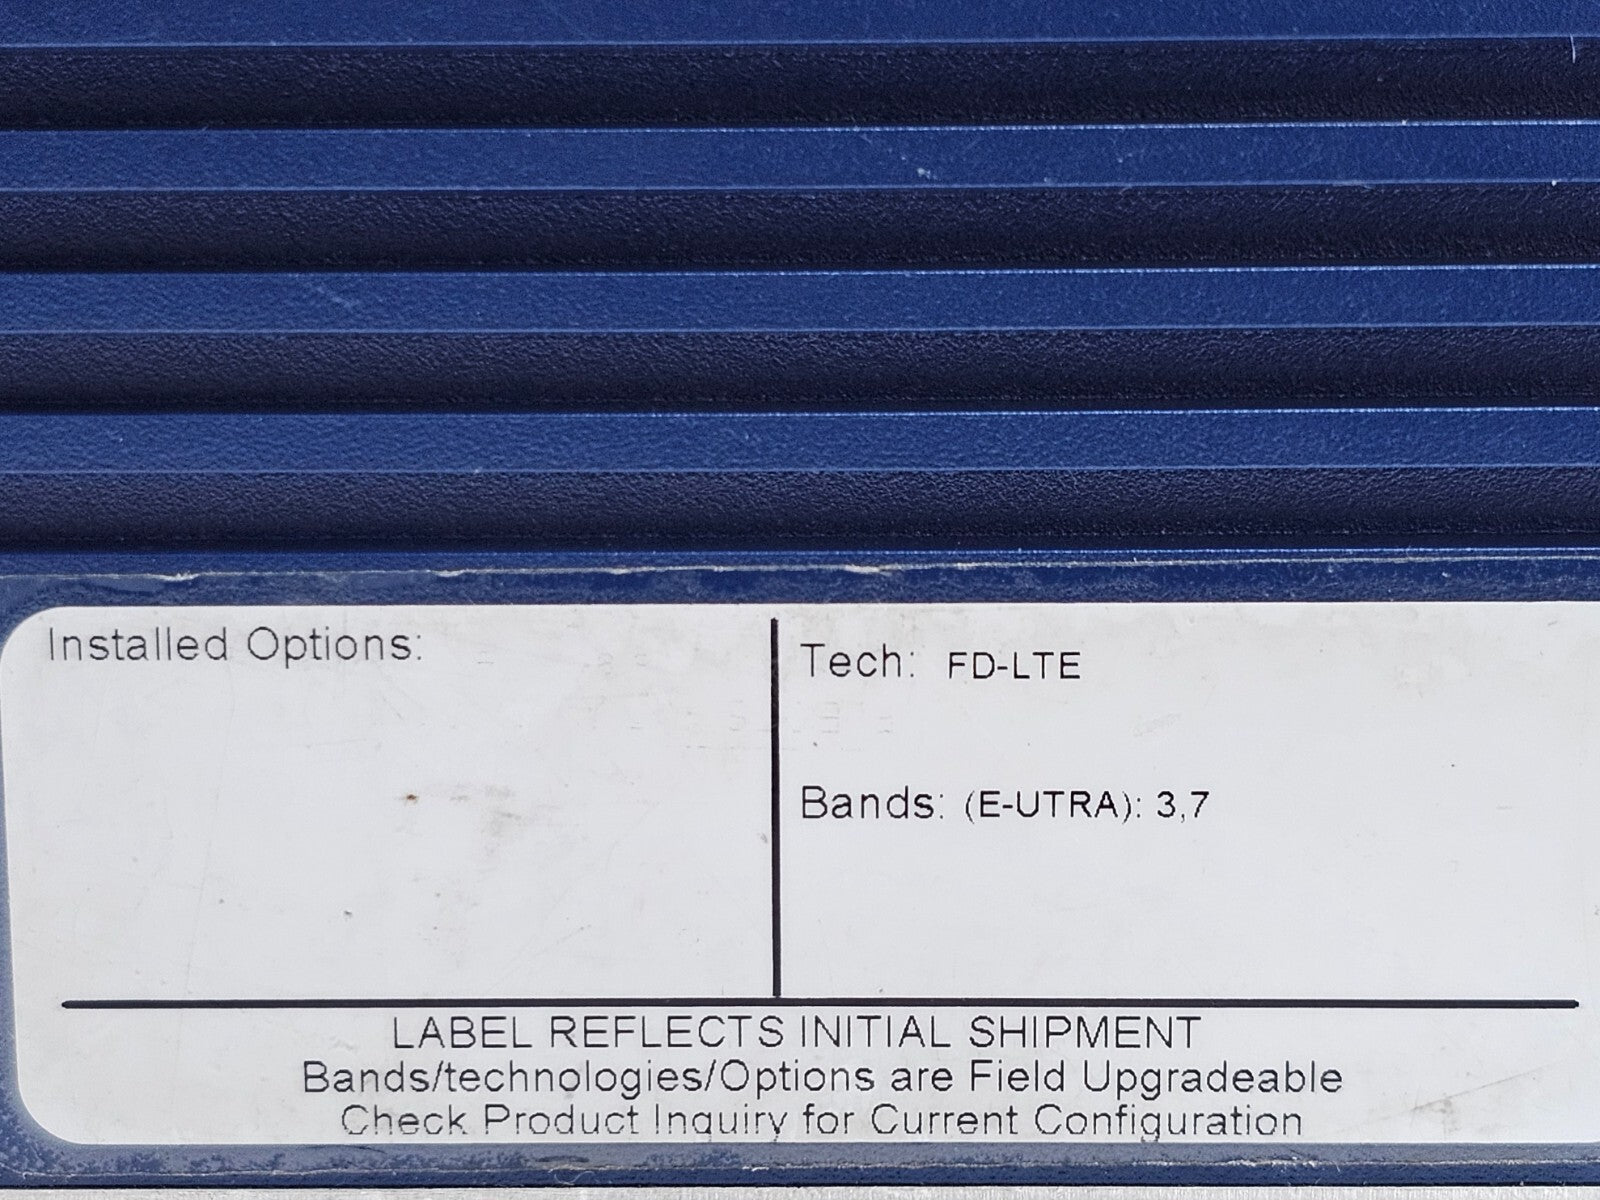 Installed Options:
Tech: FD-LTE
Bands: (E-UTRA): 3,7
LABEL REFLECTS INITIAL SHIPMENT
Bands/technologies/Options are Field Upgradeable
Check Product Inquiry for Current Configuration